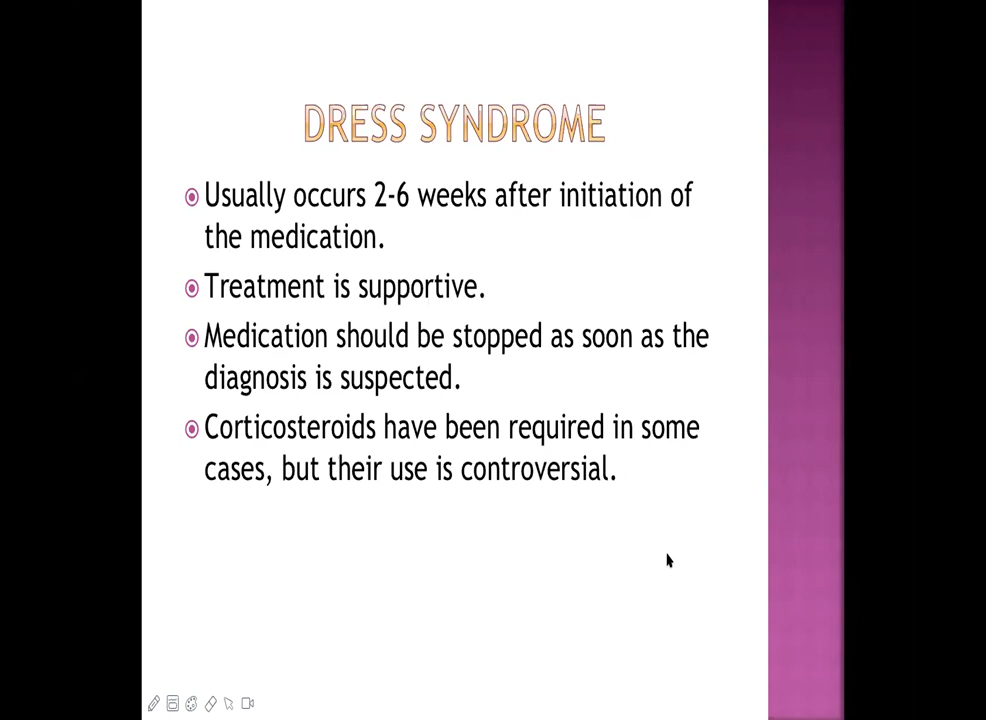 DRESS SYNDROME
Usually occurs 2-6 weeks after initiation of
the medication.
Treatment is supportive.
Medication should be stopped as soon as the
diagnosis is suspected.
Corticosteroids have been required in some
cases, but their use is controversial.